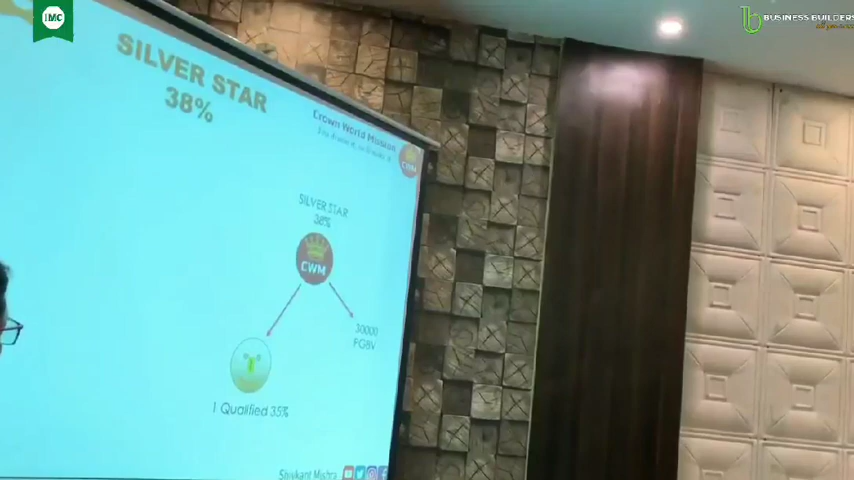 IMC
BUSINESS BUILDERS
SILVER STAR
38%
Crown World Mission
CWM
SILVER STAR
38%
CWM
30000
PGBV
1 Qualified 35%
Shivkant Mishra